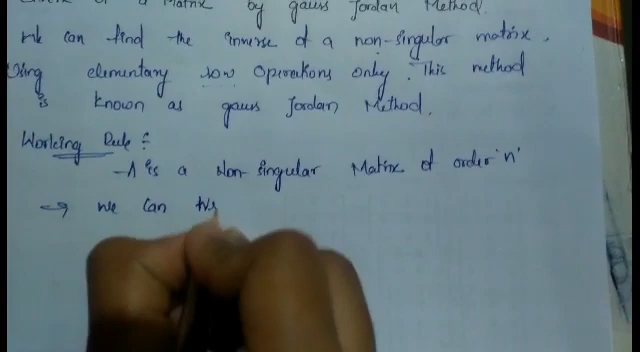 of a Matrix by gauss Jordan Method.
We can find the inverse of a non-singular matrix.
Using elementary row Operations only. This method
is known as gauss Jordan Method.
Working Rule :-
A is a Non-singular Matrix of order 'n'
→ we can